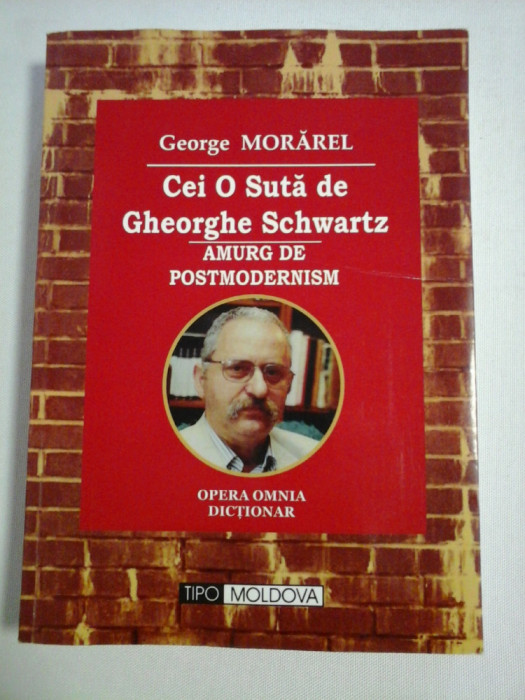 George MORĂREL
Cei O Sută de
Gheorghe Schwartz
AMURG DE
POSTMODERNISM
OPERA OMNIA
DICȚIONAR
TIPO MOLDOVA